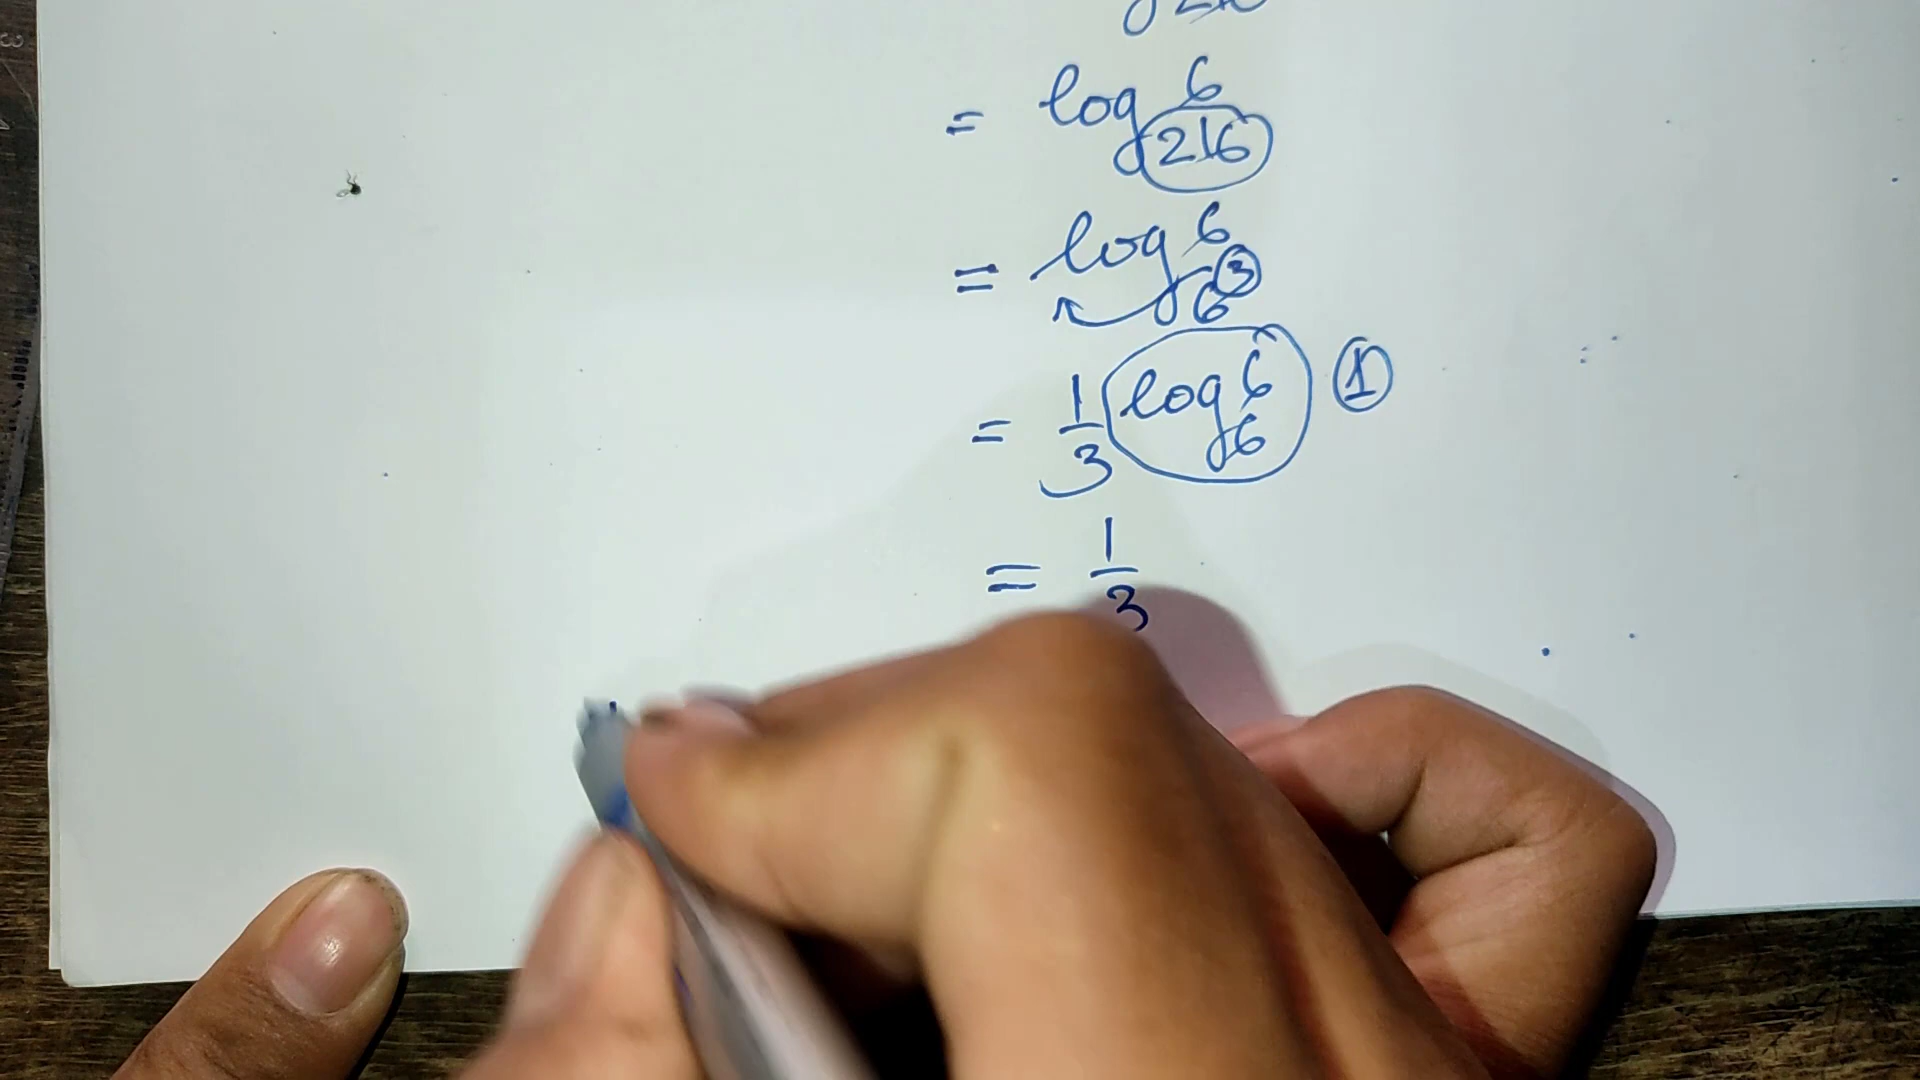 = log 6 216
= log 6 6 3
= 1/3 log 6 6 1
= 1/3